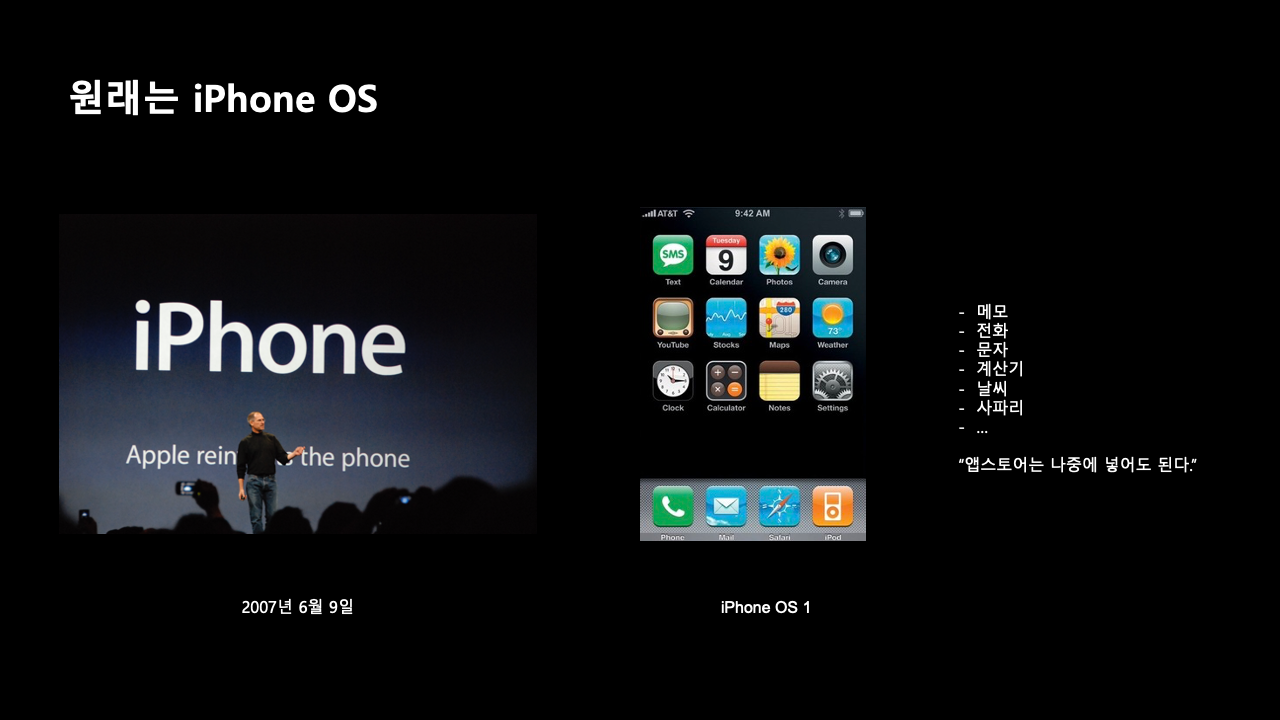 원래는 iPhone OS
iPhone
Apple rein s the phone
2007년 6월 9일
AT&T 9:42 AM
SMS Tuesday 9
Text Calendar Photos Camera
280 73°
YouTube Stocks Maps Weather
Clock Calculator Notes Settings
Phone Mail Safari iPod
iPhone OS 1
- 메모
- 전화
- 문자
- 계산기
- 날씨
- 사파리
- ...
“앱스토어는 나중에 넣어도 된다.”